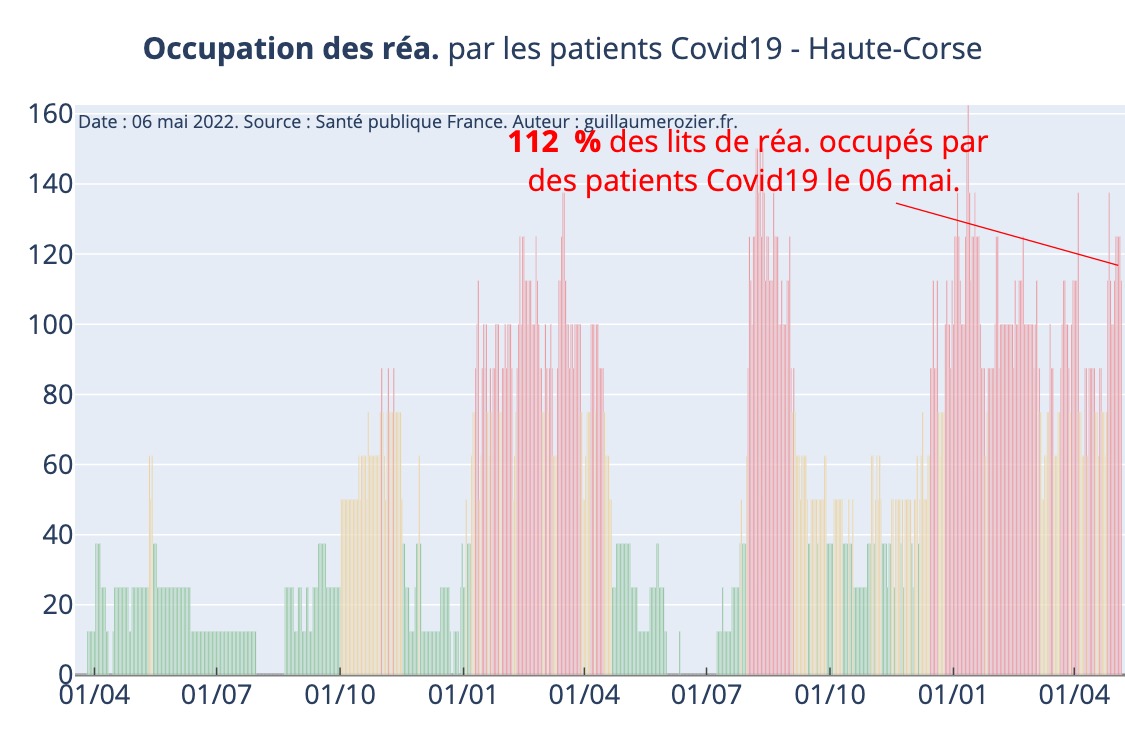 Occupation des réa. par les patients Covid19 - Haute-Corse
160
Date : 06 mai 2022. Source : Santé publique France. Auteur : guillaumerozier.fr.
112 % des lits de réa. occupés par
des patients Covid19 le 06 mai.
140
120
100
80
60
40
20
0
01/04 01/07 01/10 01/01 01/04 01/07 01/10 01/01 01/04